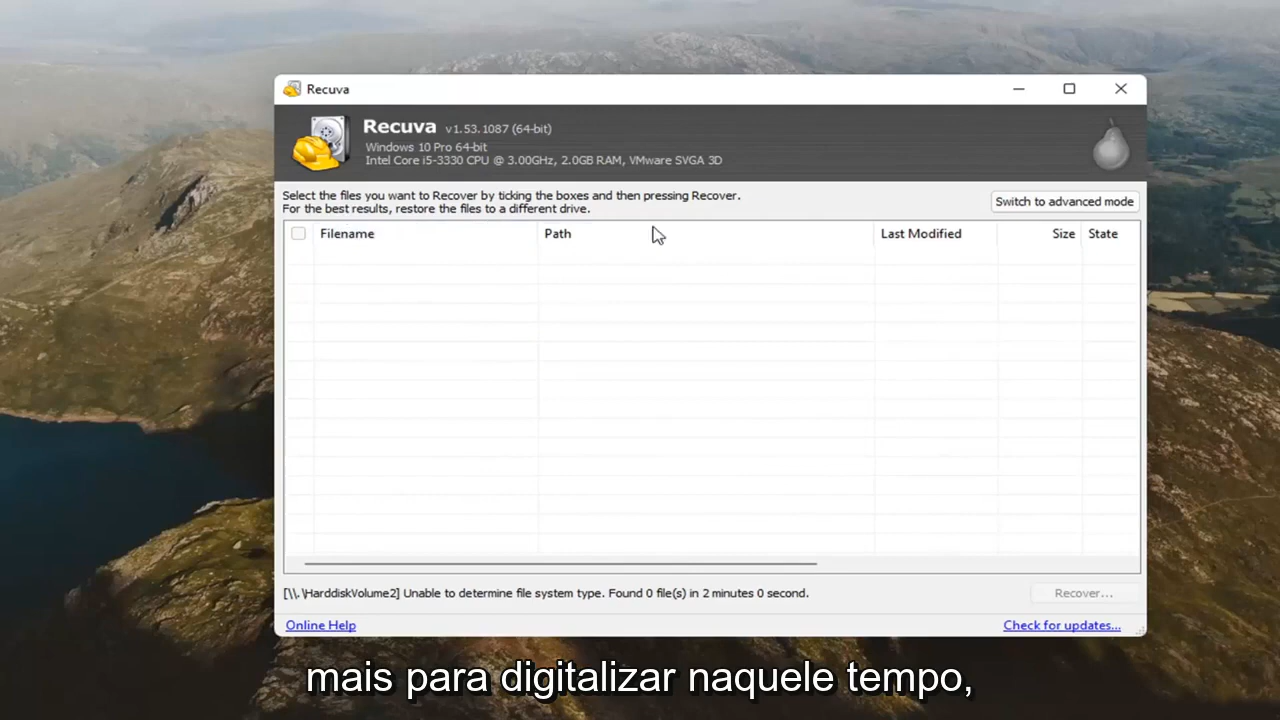 Recuva
Recuva v1.53.1087 (64-bit)
Windows 10 Pro 64-bit
Intel Core i5-3330 CPU @ 3.00GHz, 2.0GB RAM, VMware SVGA 3D
Select the files you want to Recover by ticking the boxes and then pressing Recover.
For the best results, restore the files to a different drive.
Switch to advanced mode
Filename Path Last Modified Size State
[\\.\HarddiskVolume2] Unable to determine file system type. Found 0 file(s) in 2 minutes 0 second.
Recover...
Online Help
Check for updates...
mais para digitalizar naquele tempo,